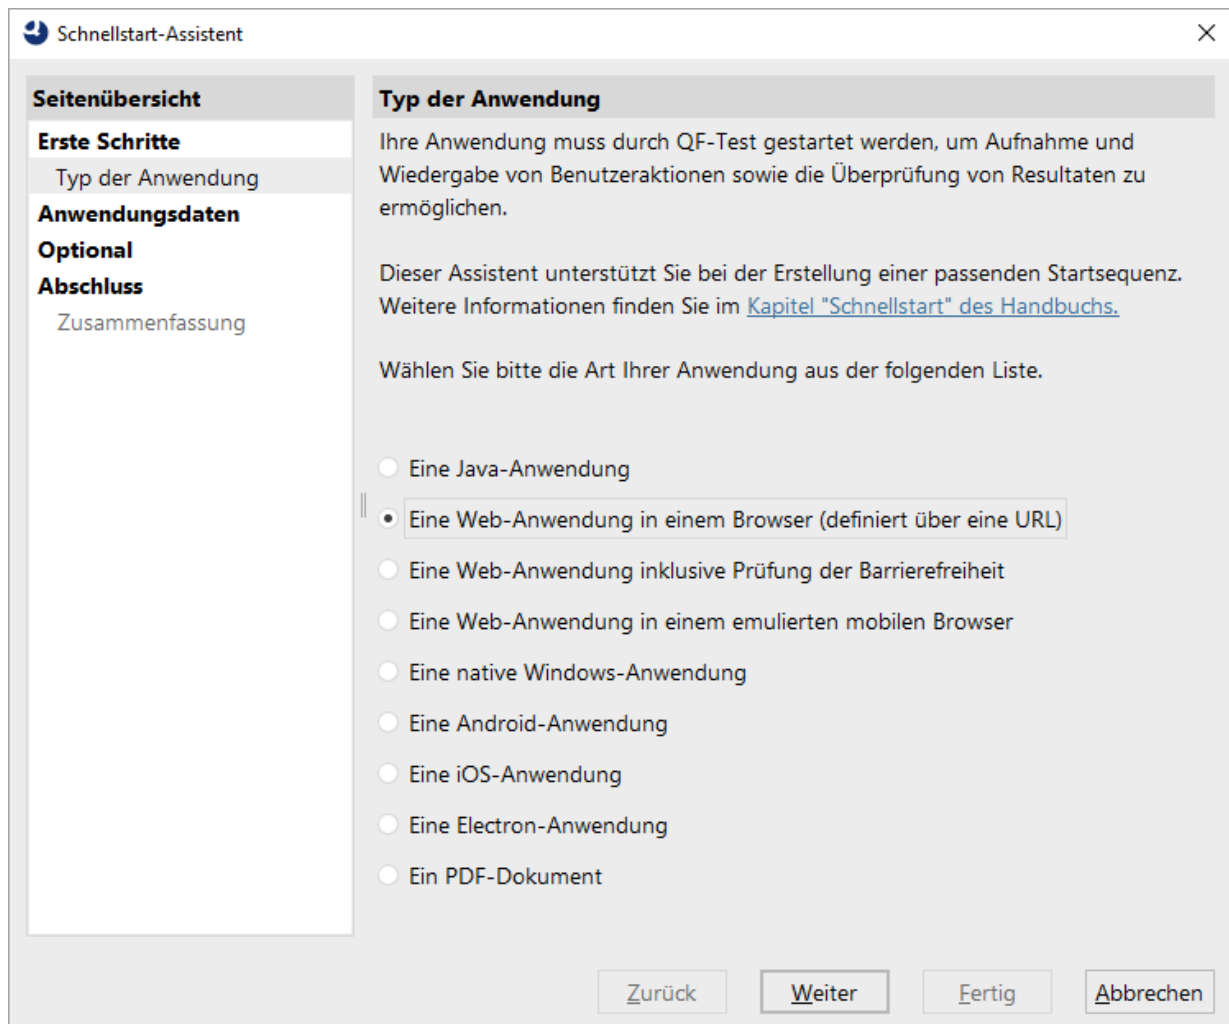 Schnellstart-Assistent
Seitenübersicht
Erste Schritte
Typ der Anwendung
Anwendungsdaten
Optional
Abschluss
Zusammenfassung
Typ der Anwendung
Ihre Anwendung muss durch QF-Test gestartet werden, um Aufnahme und
Wiedergabe von Benutzeraktionen sowie die Überprüfung von Resultaten zu
ermöglichen.
Dieser Assistent unterstützt Sie bei der Erstellung einer passenden Startsequenz.
Weitere Informationen finden Sie im Kapitel "Schnellstart" des Handbuchs.
Wählen Sie bitte die Art Ihrer Anwendung aus der folgenden Liste.
Eine Java-Anwendung
Eine Web-Anwendung in einem Browser (definiert über eine URL)
Eine Web-Anwendung inklusive Prüfung der Barrierefreiheit
Eine Web-Anwendung in einem emulierten mobilen Browser
Eine native Windows-Anwendung
Eine Android-Anwendung
Eine iOS-Anwendung
Eine Electron-Anwendung
Ein PDF-Dokument
Zurück Weiter Fertig Abbrechen